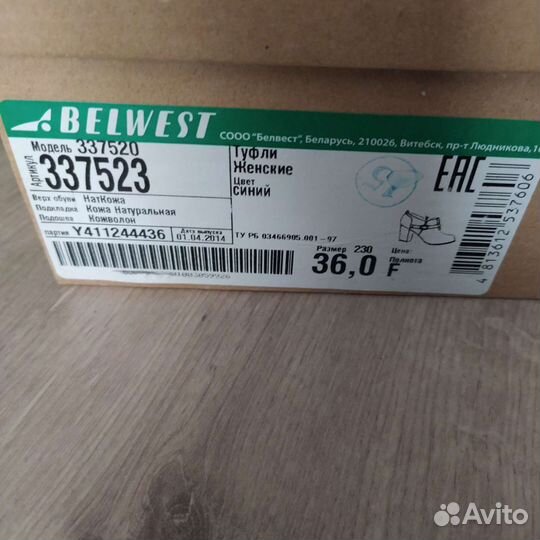 BELWEST
СООО "Белвест", Беларусь, 210026, Витебск, пр-т Людникова,10
Модель 337520
Артикул 337523
Туфли
Женские
Цвет
синий
EAC
Верх обуви НатКожа
Подкладка Кожа Натуральная
Подошва Кожволон
партия Y411244436 Дата выпуска 01.04.2014 ТУ РБ 03466905.001-97
Размер 230 Цена:
36,0 Полнота F
4 813612 337606
Avito